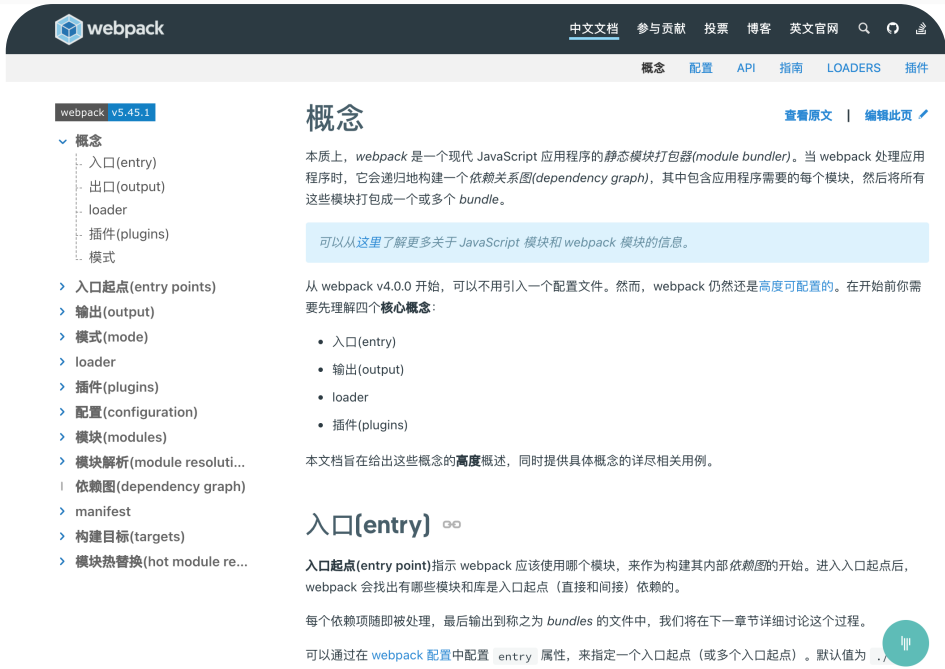 webpack
中文文档 参与贡献 投票 博客 英文官网
概念 配置 API 指南 LOADERS 插件
webpack v5.45.1
概念
入口(entry)
出口(output)
loader
插件(plugins)
模式
入口起点(entry points)
输出(output)
模式(mode)
loader
插件(plugins)
配置(configuration)
模块(modules)
模块解析(module resoluti...
依赖图(dependency graph)
manifest
构建目标(targets)
模块热替换(hot module re...
概念
查看原文 | 编辑此页
本质上，webpack 是一个现代 JavaScript 应用程序的静态模块打包器(module bundler)。当 webpack 处理应用
程序时，它会递归地构建一个依赖关系图(dependency graph)，其中包含应用程序需要的每个模块，然后将所有
这些模块打包成一个或多个 bundle。
可以从这里了解更多关于 JavaScript 模块和 webpack 模块的信息。
从 webpack v4.0.0 开始，可以不用引入一个配置文件。然而，webpack 仍然还是高度可配置的。在开始前你需
要先理解四个核心概念：
入口(entry)
输出(output)
loader
插件(plugins)
本文档旨在给出这些概念的高度概述，同时提供具体概念的详尽相关用例。
入口(entry)
入口起点(entry point)指示 webpack 应该使用哪个模块，来作为构建其内部依赖图的开始。进入入口起点后，
webpack 会找出有哪些模块和库是入口起点（直接和间接）依赖的。
每个依赖项随即被处理，最后输出到称之为 bundles 的文件中，我们将在下一章节详细讨论这个过程。
可以通过在 webpack 配置中配置 entry 属性，来指定一个入口起点（或多个入口起点）。默认值为 ./